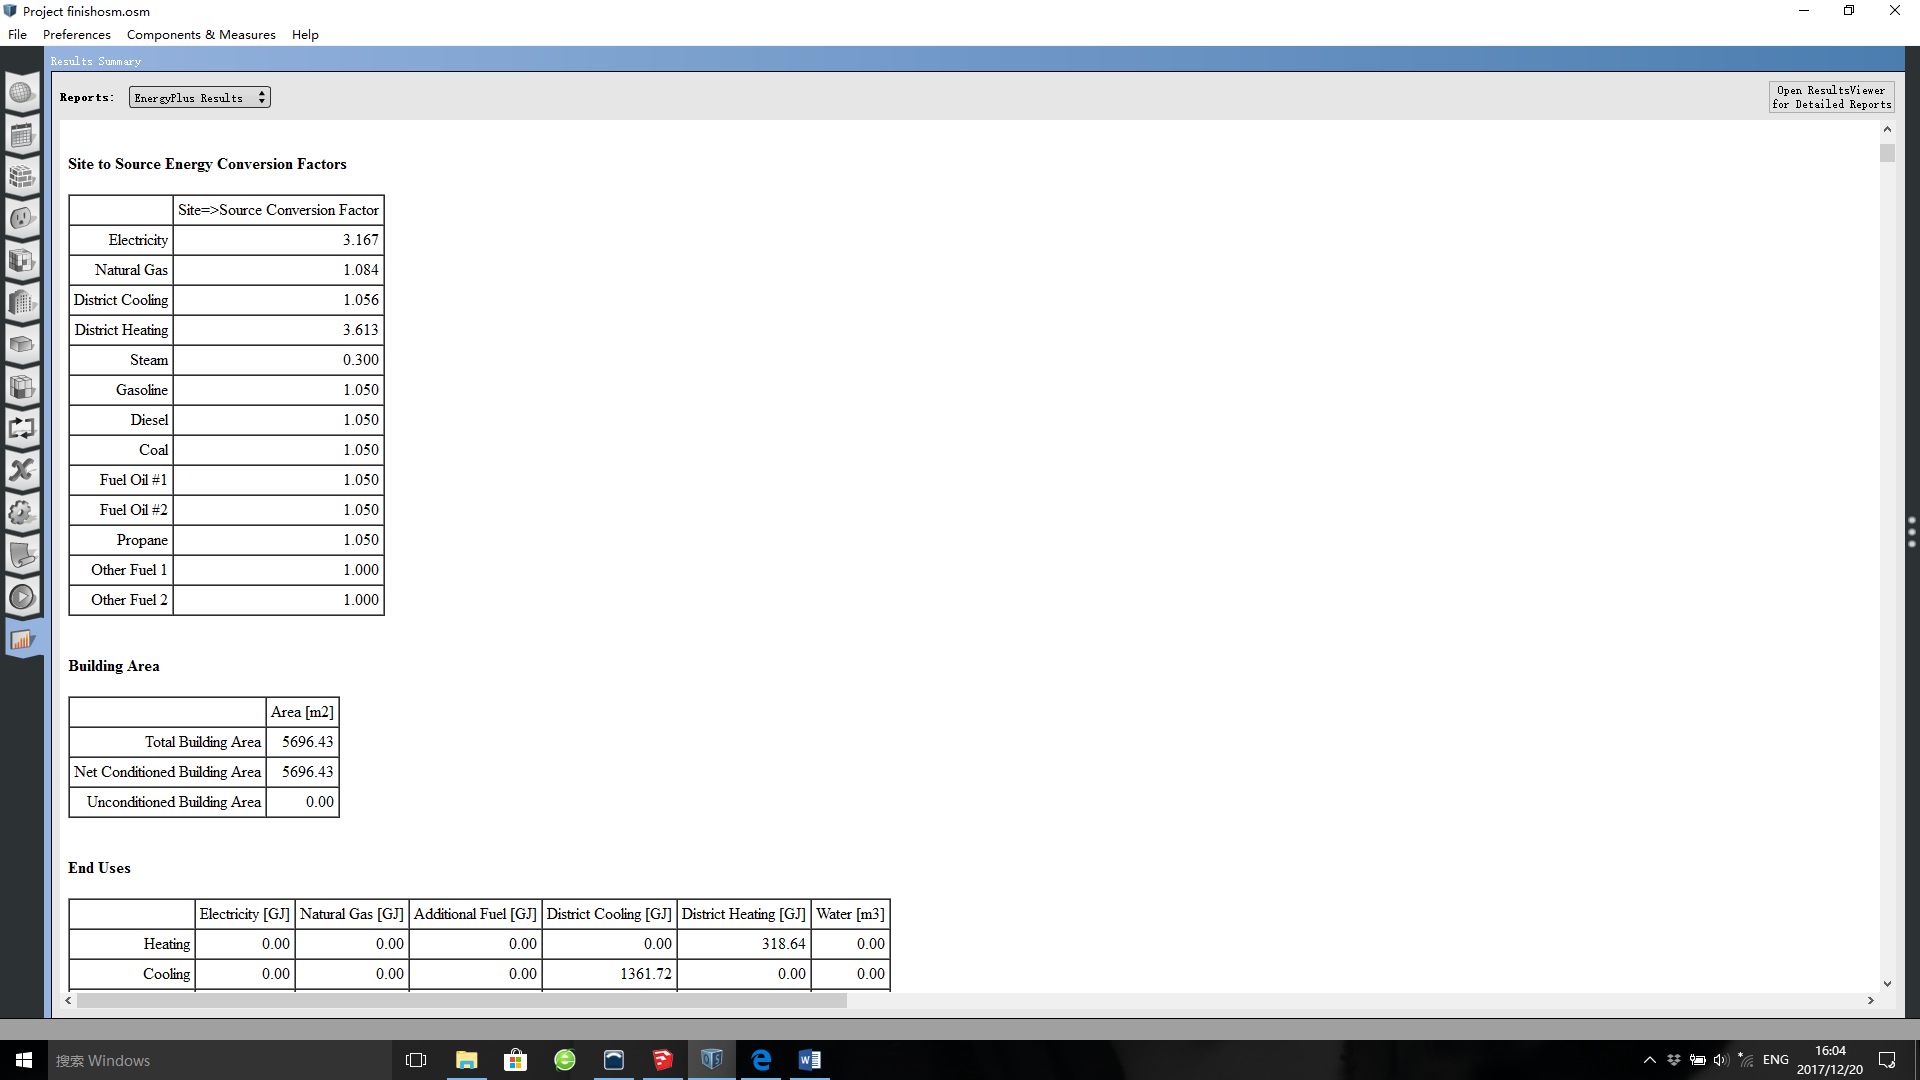 Project finishosm.osm
File Preferences Components & Measures Help
Results Summary
Reports: EnergyPlus Results
Open ResultsViewer
for Detailed Reports
Site to Source Energy Conversion Factors
Site=>Source Conversion Factor
Electricity 3.167
Natural Gas 1.084
District Cooling 1.056
District Heating 3.613
Steam 0.300
Gasoline 1.050
Diesel 1.050
Coal 1.050
Fuel Oil #1 1.050
Fuel Oil #2 1.050
Propane 1.050
Other Fuel 1 1.000
Other Fuel 2 1.000
Building Area
Area [m2]
Total Building Area 5696.43
Net Conditioned Building Area 5696.43
Unconditioned Building Area 0.00
End Uses
Electricity [GJ] Natural Gas [GJ] Additional Fuel [GJ] District Cooling [GJ] District Heating [GJ] Water [m3]
Heating 0.00 0.00 0.00 0.00 318.64 0.00
Cooling 0.00 0.00 0.00 1361.72 0.00 0.00
搜索 Windows
ENG
16:04
2017/12/20